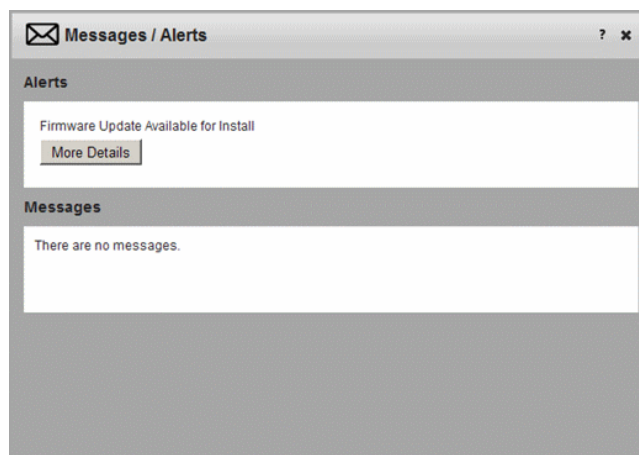 Messages / Alerts ? ×
Alerts
Firmware Update Available for Install
More Details
Messages
There are no messages.